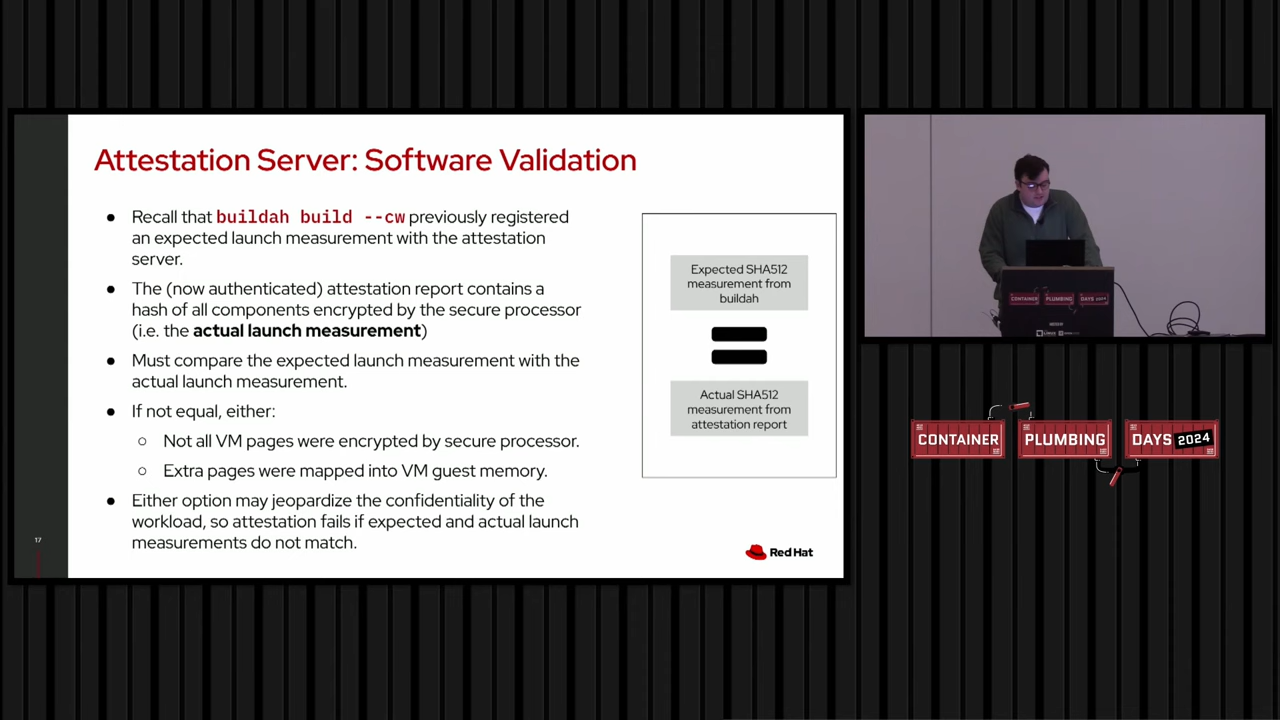 Attestation Server: Software Validation
● Recall that buildah build --cw previously registered
an expected launch measurement with the attestation
server.
● The (now authenticated) attestation report contains a
hash of all components encrypted by the secure processor
(i.e. the actual launch measurement)
● Must compare the expected launch measurement with the
actual launch measurement.
● If not equal, either:
○ Not all VM pages were encrypted by secure processor.
○ Extra pages were mapped into VM guest memory.
● Either option may jeopardize the confidentiality of the
workload, so attestation fails if expected and actual launch
measurements do not match.
Expected SHA512
measurement from
buildah
Actual SHA512
measurement from
attestation report
17
Red Hat
CONTAINER PLUMBING DAYS 2024
CONTAINER PLUMBING DAYS 2024